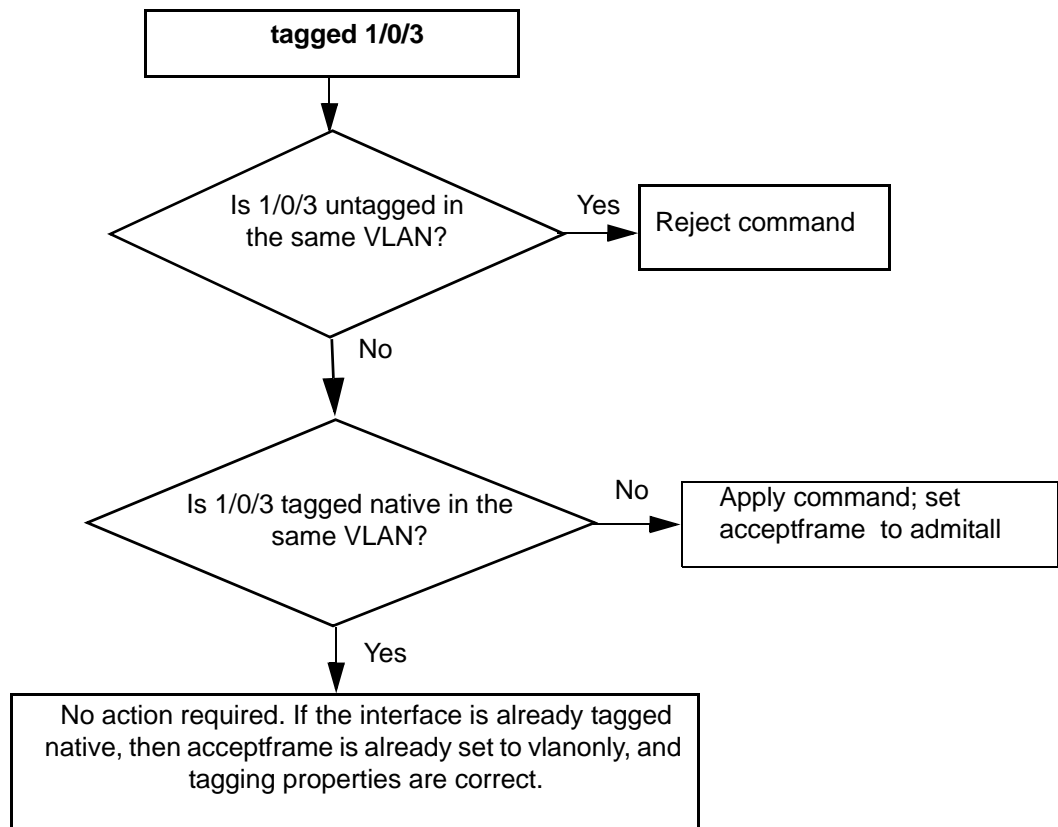 tagged 1/0/3
Is 1/0/3 untagged in
the same VLAN?
Yes
Reject command
No
Is 1/0/3 tagged native in the
same VLAN?
No
Apply command; set
acceptframe to admitall
Yes
No action required. If the interface is already tagged
native, then acceptframe is already set to vlanonly, and
tagging properties are correct.